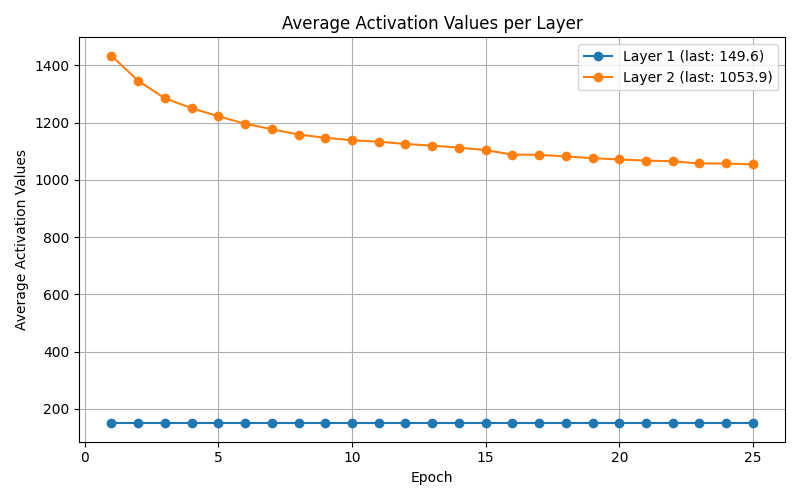 Average Activation Values per Layer
Layer 1 (last: 149.6)
Layer 2 (last: 1053.9)
Average Activation Values
1400
1200
1000
800
600
400
200
0
5
10
15
20
25
Epoch